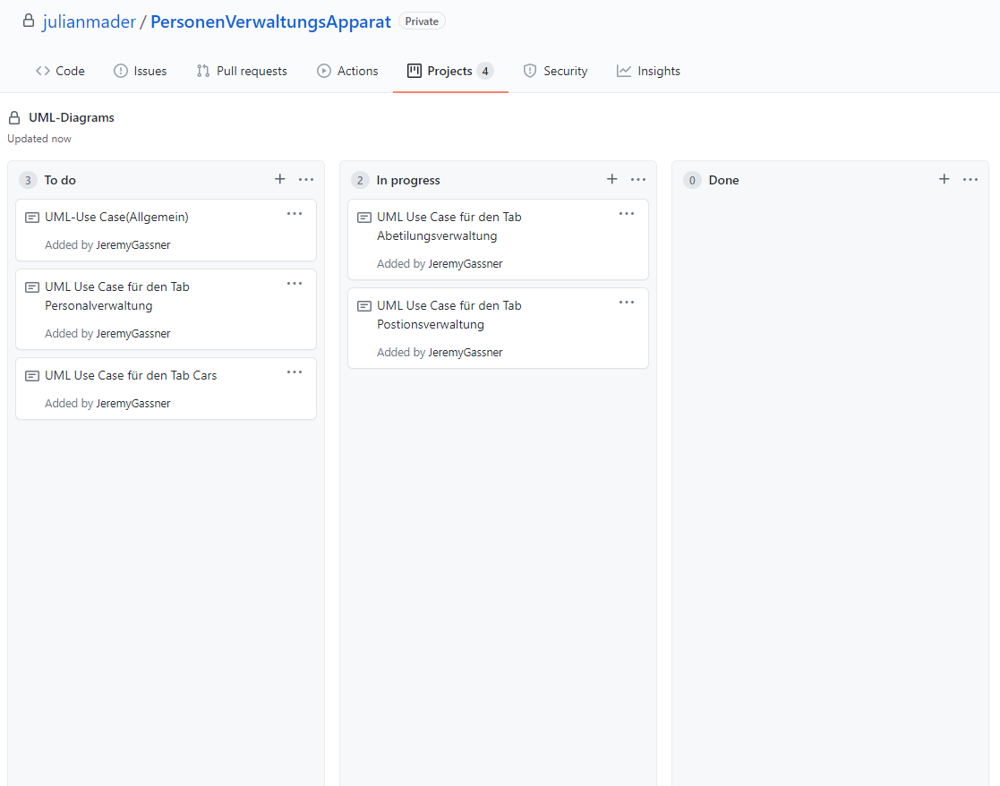 julianmader / PersonenVerwaltungsApparat Private
Code Issues Pull requests Actions Projects 4 Security Insights
UML-Diagrams
Updated now
3 To do
UML-Use Case(Allgemein)
Added by JeremyGassner
UML Use Case für den Tab
Personalverwaltung
Added by JeremyGassner
UML Use Case für den Tab Cars
Added by JeremyGassner
2 In progress
UML Use Case für den Tab
Abetilungsverwaltung
Added by JeremyGassner
UML Use Case für den Tab
Postionsverwaltung
Added by JeremyGassner
0 Done